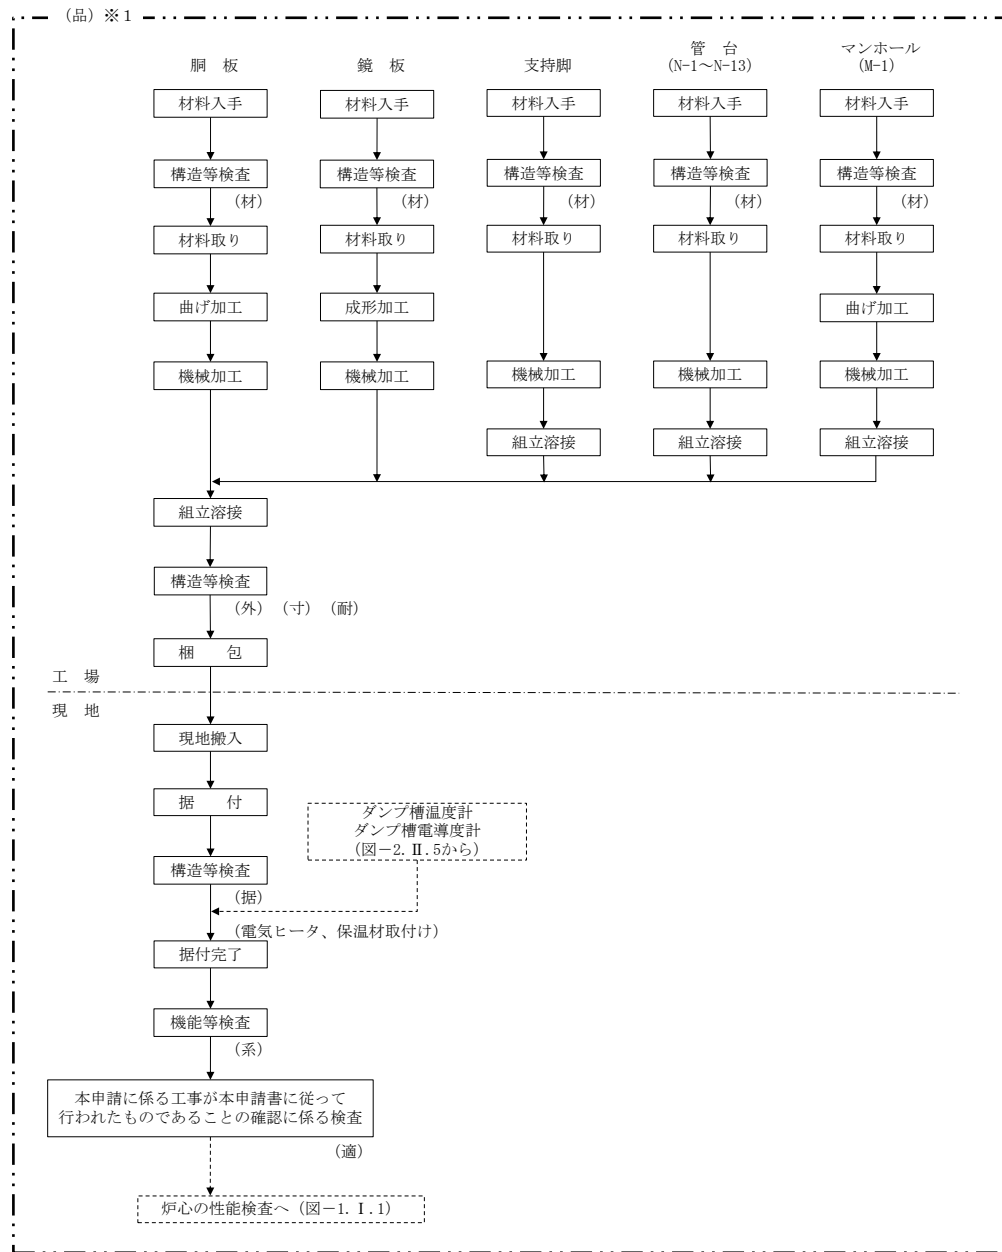 (品)※1
胴 板
鏡 板
支持脚
管 台
(N-1~N-13)
マンホール
(M-1)
材料入手
材料入手
材料入手
材料入手
材料入手
構造等検査
構造等検査
構造等検査
構造等検査
構造等検査
(材)
(材)
(材)
(材)
(材)
材料取り
材料取り
材料取り
材料取り
材料取り
曲げ加工
成形加工
曲げ加工
機械加工
機械加工
機械加工
機械加工
機械加工
組立溶接
組立溶接
組立溶接
組立溶接
構造等検査
(外) (寸) (耐)
梱 包
工 場
現 地
現地搬入
据 付
ダンプ槽温度計
ダンプ槽電導度計
(図-2.Ⅱ.5から)
構造等検査
(据)
(電気ヒータ、保温材取付け)
据付完了
機能等検査
(系)
本申請に係る工事が本申請書に従って
行われたものであることの確認に係る検査
(適)
炉心の性能検査へ(図-1.Ⅰ.1)